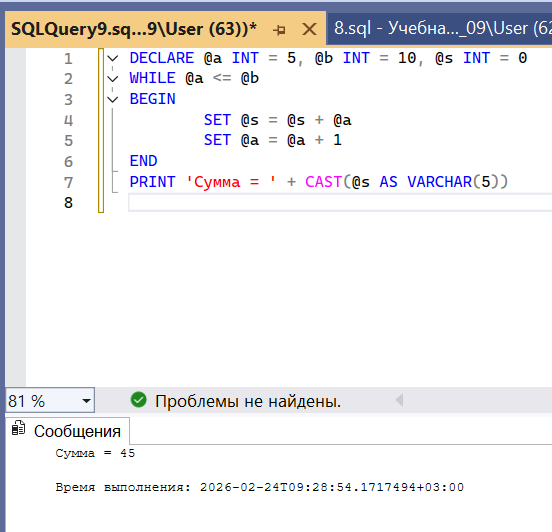 SQLQuery9.sq...9\User (63))* 8.sql - Учебна..._09\User (62
1 DECLARE @a INT = 5, @b INT = 10, @s INT = 0
2 WHILE @a <= @b
3 BEGIN
4 SET @s = @s + @a
5 SET @a = @a + 1
6 END
7 PRINT 'Сумма = ' + CAST(@s AS VARCHAR(5))
8
81 % Проблемы не найдены.
Сообщения
Сумма = 45
Время выполнения: 2026-02-24T09:28:54.1717494+03:00